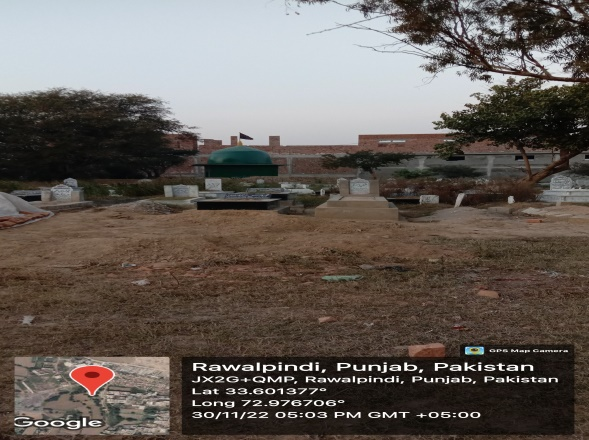 GPS Map Camera
Rawalpindi, Punjab, Pakistan
JX2G+QMP, Rawalpindi, Punjab, Pakistan
Lat 33.601377°
Long 72.976706°
30/11/22 05:03 PM GMT +05:00
Google